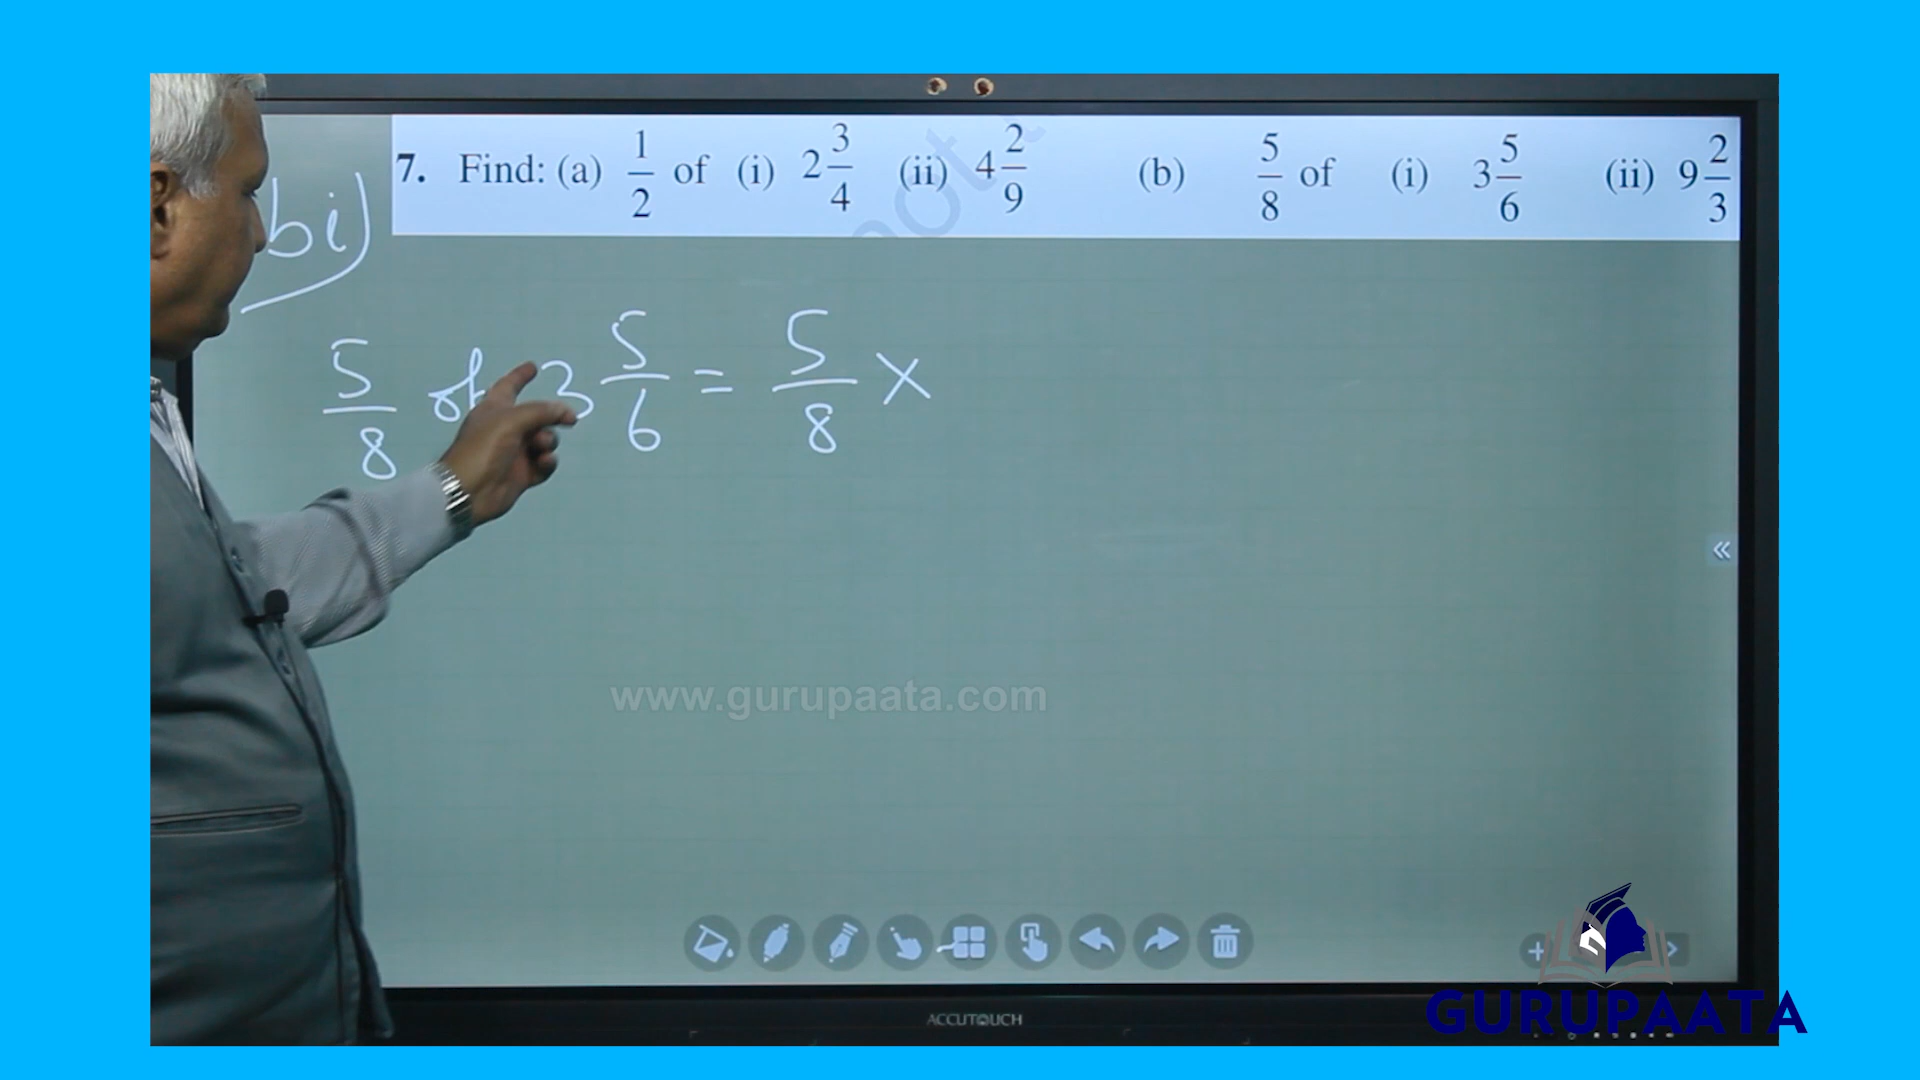 7. Find: (a) 1/2 of (i) 2 3/4 (ii) 4 2/9 (b) 5/8 of (i) 3 5/6 (ii) 9 2/3
not
bi)
5/8 of 3 5/6 = 5/8 ×
www.gurupaata.com
GURUPAATA
ACCUTOUCH